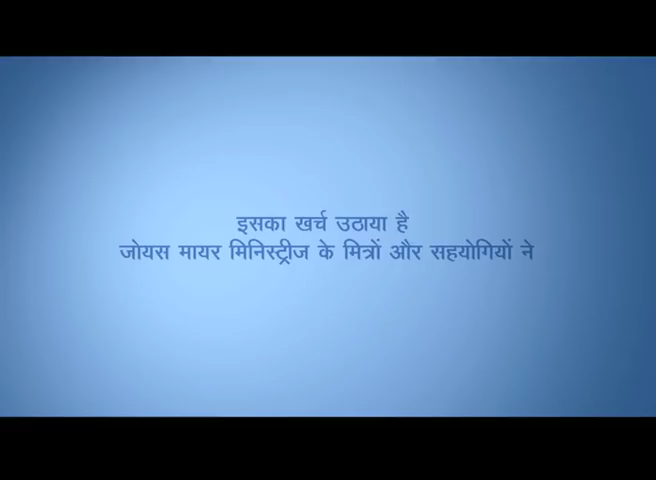 इसका खर्च उठाया है
जोयस मायर मिनिस्ट्रीज के मित्रों और सहयोगियों ने